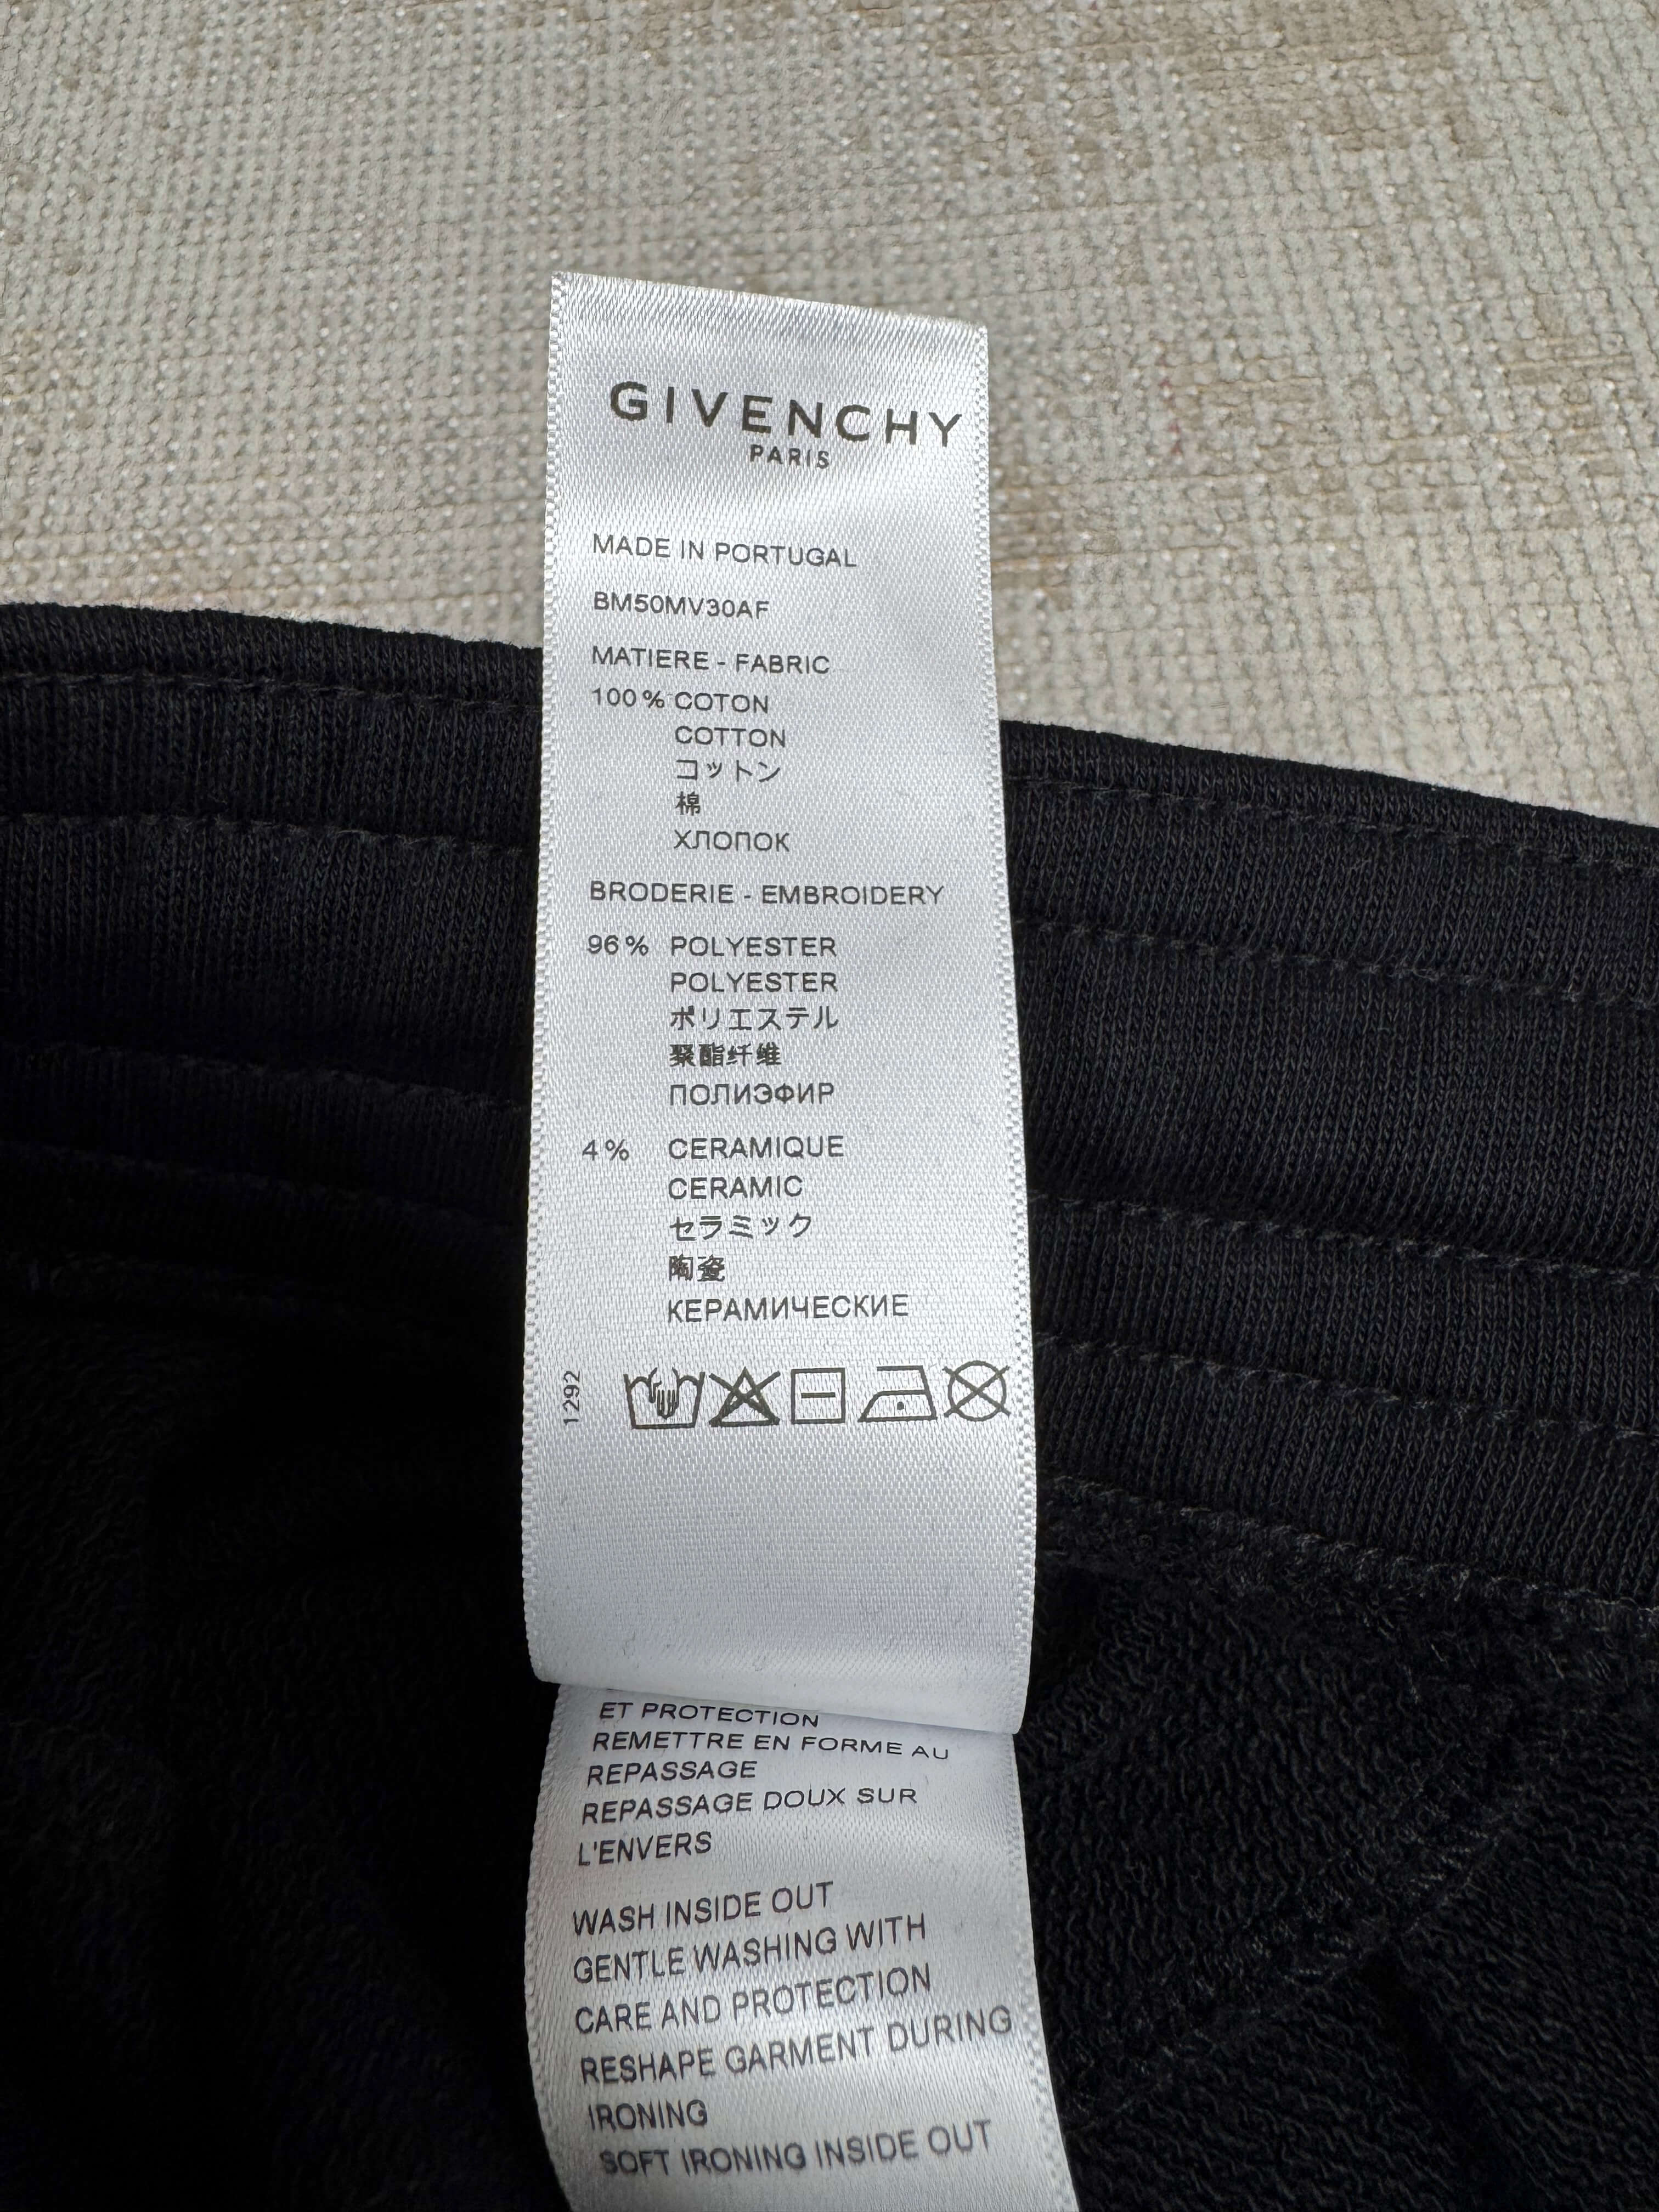 GIVENCHY
PARIS
MADE IN PORTUGAL
BM50MV30AF
MATIERE - FABRIC
100% COTON
COTTON
コットン
棉
ХЛОПОК
BRODERIE - EMBROIDERY
96% POLYESTER
POLYESTER
ポリエステル
聚酯纤维
ПОЛИЭФИР
4% CERAMIQUE
CERAMIC
セラミック
陶瓷
КЕРАМИЧЕСКИЕ
1292
ET PROTECTION
REMETTRE EN FORME AU
REPASSAGE
REPASSAGE DOUX SUR
L'ENVERS
WASH INSIDE OUT
GENTLE WASHING WITH
CARE AND PROTECTION
RESHAPE GARMENT DURING
IRONING
SOFT IRONING INSIDE OUT